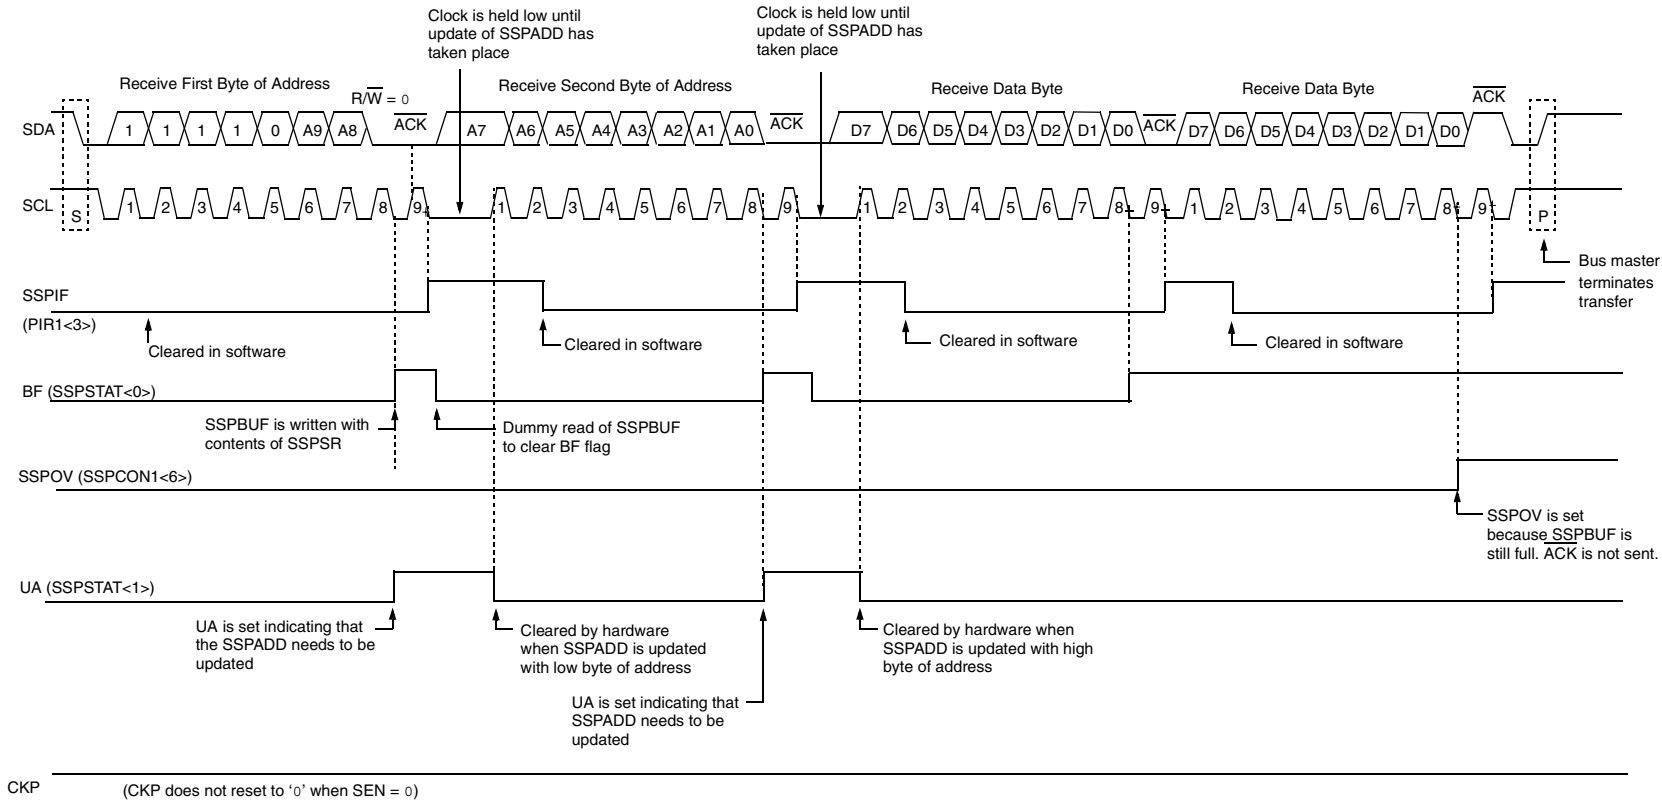 Clock is held low until
update of SSPADD has
taken place
Clock is held low until
update of SSPADD has
taken place
Receive First Byte of Address
R/W = 0
ACK
Receive Second Byte of Address
ACK
Receive Data Byte
ACK
Receive Data Byte
ACK
SDA
1 1 1 1 0 A9 A8
A7 A6 A5 A4 A3 A2 A1 A0
D7 D6 D5 D4 D3 D2 D1 D0
D7 D6 D5 D4 D3 D2 D1 D0
SCL
S
1 2 3 4 5 6 7 8 9
1 2 3 4 5 6 7 8 9
1 2 3 4 5 6 7 8 9
1 2 3 4 5 6 7 8 9
P
Bus master
terminates
transfer
SSPIF
(PIR1<3>)
Cleared in software
Cleared in software
Cleared in software
Cleared in software
BF (SSPSTAT<0>)
SSPBUF is written with
contents of SSPSR
Dummy read of SSPBUF
to clear BF flag
SSPOV (SSPCON1<6>)
SSPOV is set
because SSPBUF is
still full. ACK is not sent.
UA (SSPSTAT<1>)
UA is set indicating that
the SSPADD needs to be
updated
Cleared by hardware
when SSPADD is updated
with low byte of address
UA is set indicating that
SSPADD needs to be
updated
Cleared by hardware when
SSPADD is updated with high
byte of address
CKP
(CKP does not reset to ‘0’ when SEN = 0)